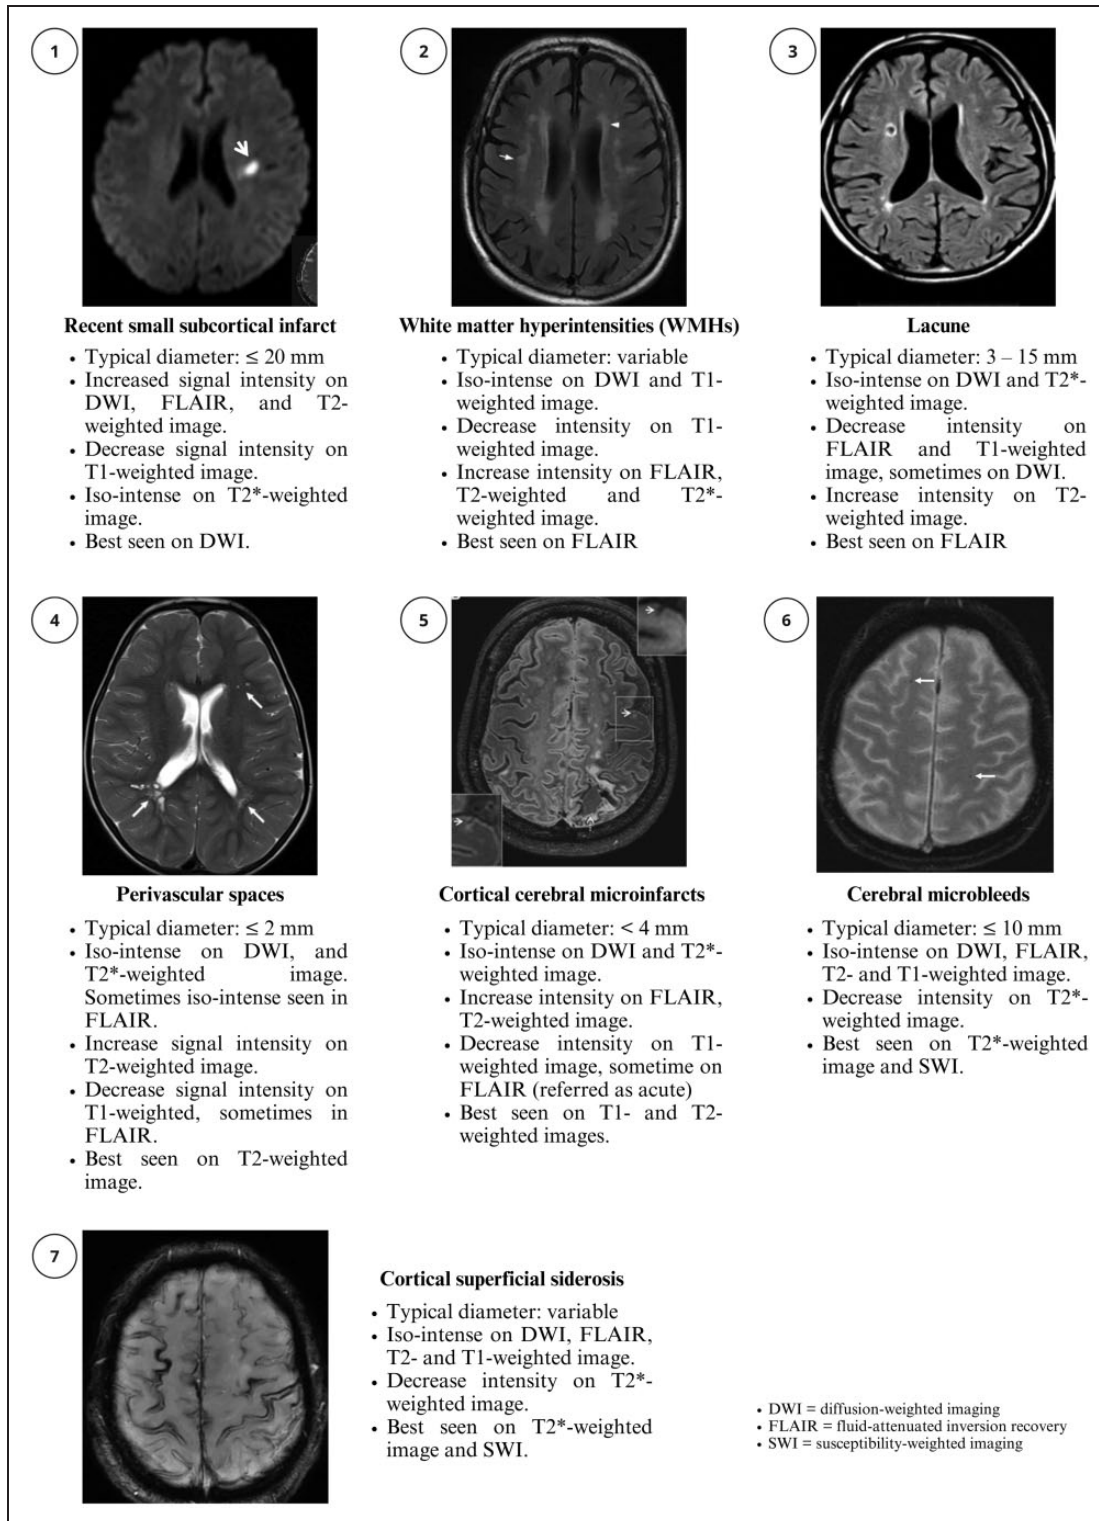 1
2
3
Recent small subcortical infarct
• Typical diameter: ≤ 20 mm
• Increased signal intensity on
DWI, FLAIR, and T2-
weighted image.
• Decrease signal intensity on
T1-weighted image.
• Iso-intense on T2*-weighted
image.
• Best seen on DWI.
White matter hyperintensities (WMHs)
• Typical diameter: variable
• Iso-intense on DWI and T1-
weighted image.
• Decrease intensity on T1-
weighted image.
• Increase intensity on FLAIR,
T2-weighted and T2*-
weighted image.
• Best seen on FLAIR
Lacune
• Typical diameter: 3 – 15 mm
• Iso-intense on DWI and T2*-
weighted image.
• Decrease intensity on
FLAIR and T1-weighted
image, sometimes on DWI.
• Increase intensity on T2-
weighted image.
• Best seen on FLAIR
4
5
6
Perivascular spaces
• Typical diameter: ≤ 2 mm
• Iso-intense on DWI, and
T2*-weighted image.
Sometimes iso-intense seen in
FLAIR.
• Increase signal intensity on
T2-weighted image.
• Decrease signal intensity on
T1-weighted, sometimes in
FLAIR.
• Best seen on T2-weighted
image.
Cortical cerebral microinfarcts
• Typical diameter: < 4 mm
• Iso-intense on DWI and T2*-
weighted image.
• Increase intensity on FLAIR,
T2-weighted image.
• Decrease intensity on T1-
weighted image, sometime on
FLAIR (referred as acute)
• Best seen on T1- and T2-
weighted images.
Cerebral microbleeds
• Typical diameter: ≤ 10 mm
• Iso-intense on DWI, FLAIR,
T2- and T1-weighted image.
• Decrease intensity on T2*-
weighted image.
• Best seen on T2*-weighted
image and SWI.
7
Cortical superficial siderosis
• Typical diameter: variable
• Iso-intense on DWI, FLAIR,
T2- and T1-weighted image.
• Decrease intensity on T2*-
weighted image.
• Best seen on T2*-weighted
image and SWI.
• DWI = diffusion-weighted imaging
• FLAIR = fluid-attenuated inversion recovery
• SWI = susceptibility-weighted imaging